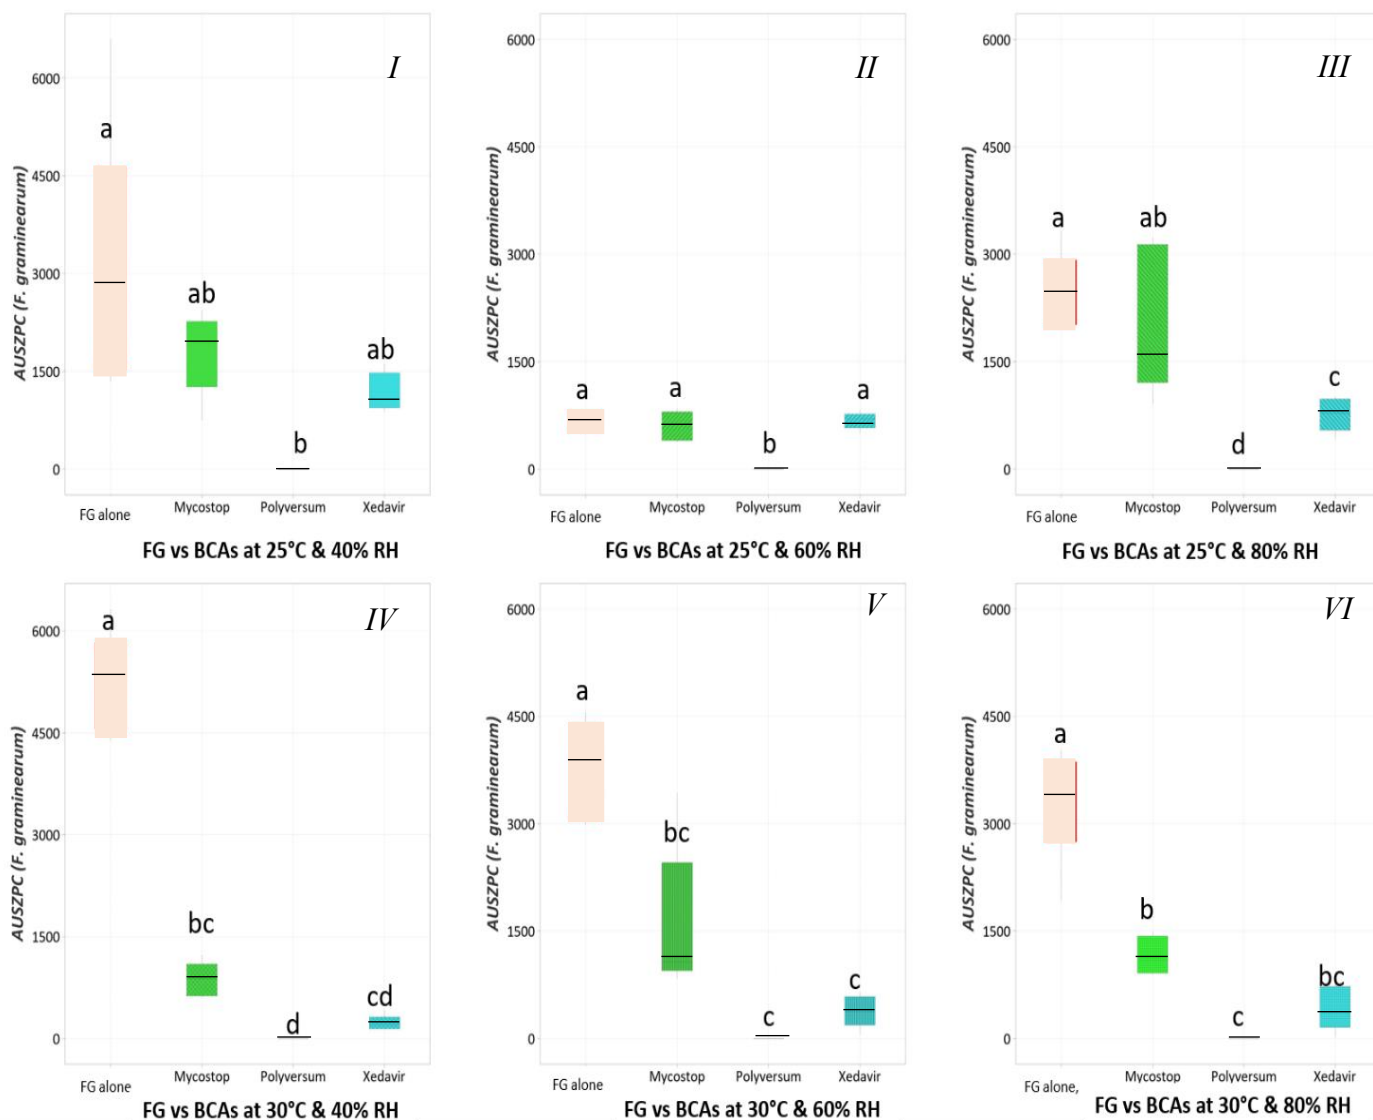 I
6000
4500
3000
1500
0
AUSZPC (F. graminearum)
a
ab
b
ab
FG alone
Mycostop
Polyversum
Xedavir
FG vs BCAs at 25°C & 40% RH
II
6000
4500
3000
1500
0
AUSZPC (F. graminearum)
a
a
b
a
FG alone
Mycostop
Polyversum
Xedavir
FG vs BCAs at 25°C & 60% RH
III
6000
4500
3000
1500
0
AUSZPC (F. graminearum)
a
ab
d
c
FG alone
Mycostop
Polyversum
Xedavir
FG vs BCAs at 25°C & 80% RH
IV
6000
4500
3000
1500
0
AUSZPC (F. graminearum)
a
bc
d
cd
FG alone
Mycostop
Polyversum
Xedavir
FG vs BCAs at 30°C & 40% RH
V
6000
4500
3000
1500
0
AUSZPC (F. graminearum)
a
bc
c
c
FG alone
Mycostop
Polyversum
Xedavir
FG vs BCAs at 30°C & 60% RH
VI
6000
4500
3000
1500
0
AUSZPC (F. graminearum)
a
b
c
bc
FG alone,
Mycostop
Polyversum
Xedavir
FG vs BCAs at 30°C & 80% RH